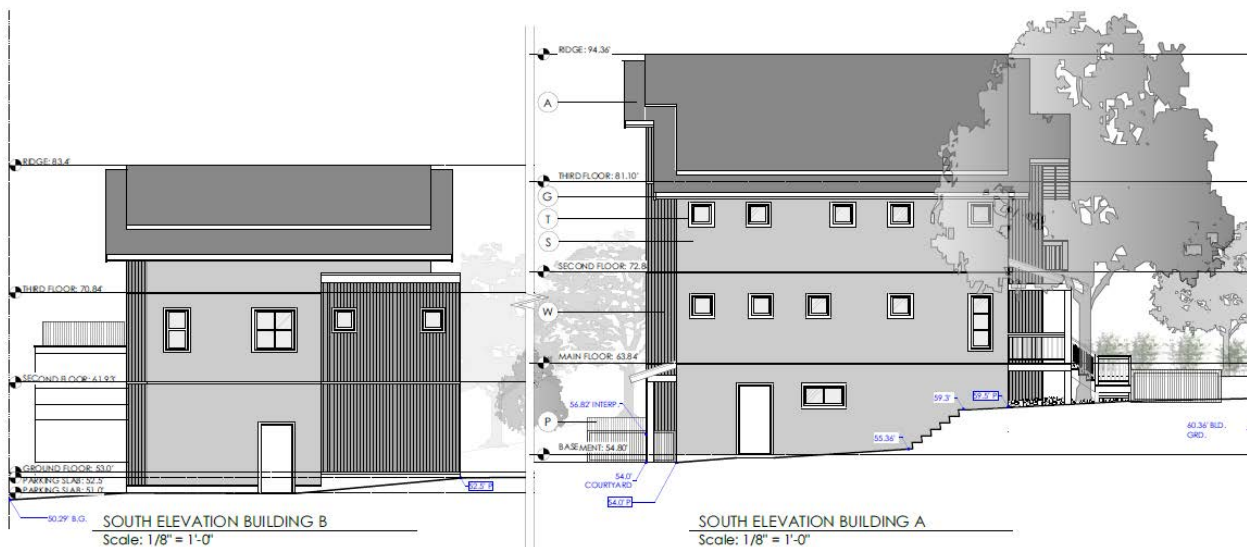 RIDGE: 83.4'
THIRD FLOOR: 70.84'
SECOND FLOOR: 61.93'
GROUND FLOOR: 53.0'
PARKING SLAB: 52.5'
PARKING SLAB: 51.0'
50.29' B.G.
52.5' P
SOUTH ELEVATION BUILDING B
Scale: 1/8" = 1'-0"
RIDGE: 94.36'
A
THIRD FLOOR: 81.10'
G
T
S
SECOND FLOOR: 72.8
W
MAIN FLOOR: 63.84'
56.82' INTERP.
P
BASEMENT: 54.80'
54.0'
COURTYARD
54.0' P
55.36'
59.3'
59.5' P
60.36' BLD.
GRD.
SOUTH ELEVATION BUILDING A
Scale: 1/8" = 1'-0"